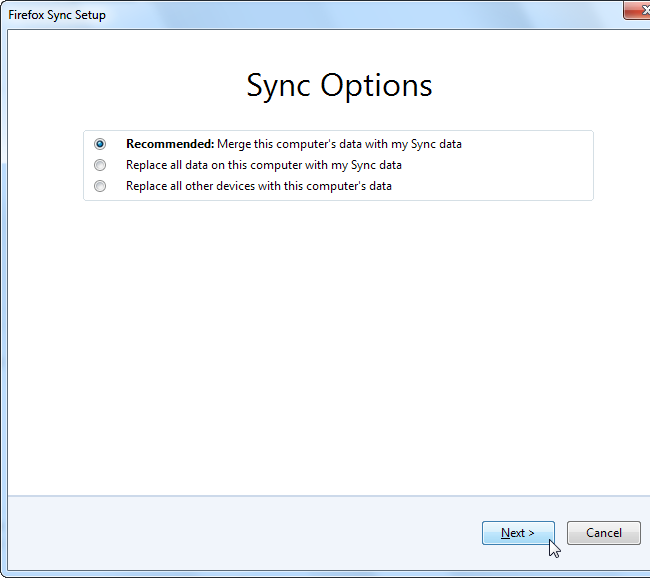 Firefox Sync Setup
Sync Options
Recommended: Merge this computer's data with my Sync data
Replace all data on this computer with my Sync data
Replace all other devices with this computer's data
Next >
Cancel